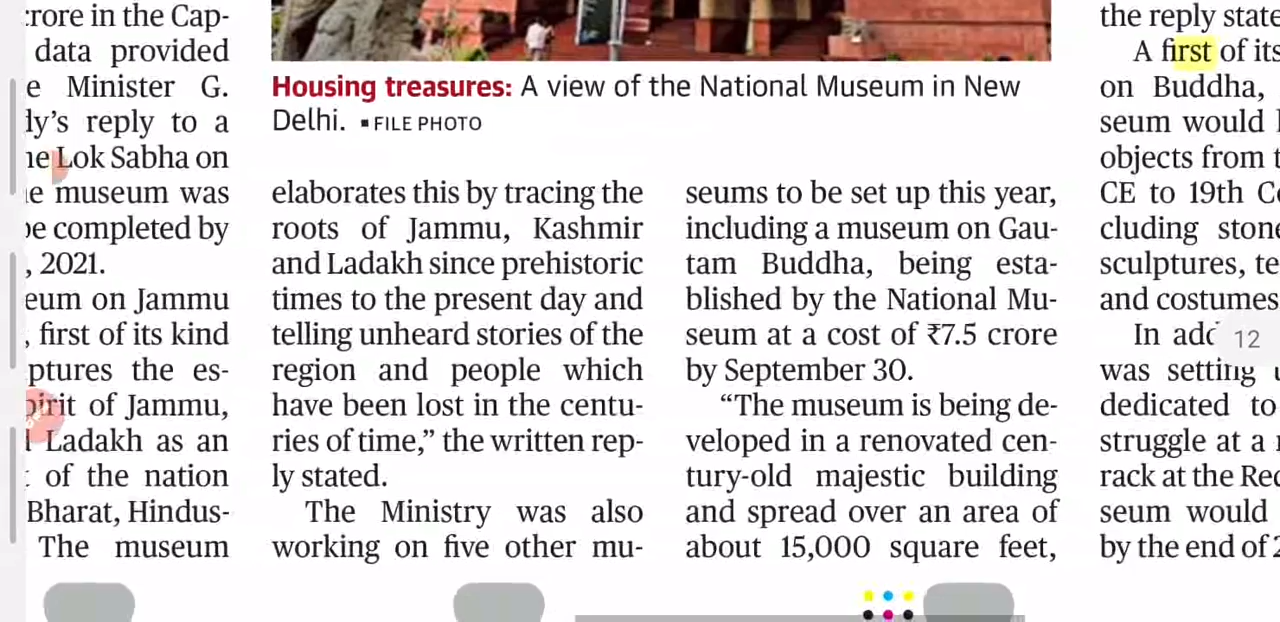 crore in the Cap-
data provided
e Minister G.
dy's reply to a
Lok Sabha on
museum was
be completed by
, 2021.
eum on Jammu
, first of its kind
ptures the es-
of Jammu,
Ladakh as an
of the nation
Bharat, Hindus-
The museum
Housing treasures: A view of the National Museum in New
Delhi. ▪ FILE PHOTO
elaborates this by tracing the
roots of Jammu, Kashmir
and Ladakh since prehistoric
times to the present day and
telling unheard stories of the
region and people which
have been lost in the centu-
ries of time,” the written rep-
ly stated.
The Ministry was also
working on five other mu-
seums to be set up this year,
including a museum on Gau-
tam Buddha, being esta-
blished by the National Mu-
seum at a cost of ₹7.5 crore
by September 30.
“The museum is being de-
veloped in a renovated cen-
tury-old majestic building
and spread over an area of
about 15,000 square feet,
the reply state
A first of its
on Buddha,
seum would
objects from t
CE to 19th Ce
cluding stone
sculptures, te
and costumes
In add
was setting u
dedicated to
struggle at a
rack at the Red
seum would
by the end of 2
12